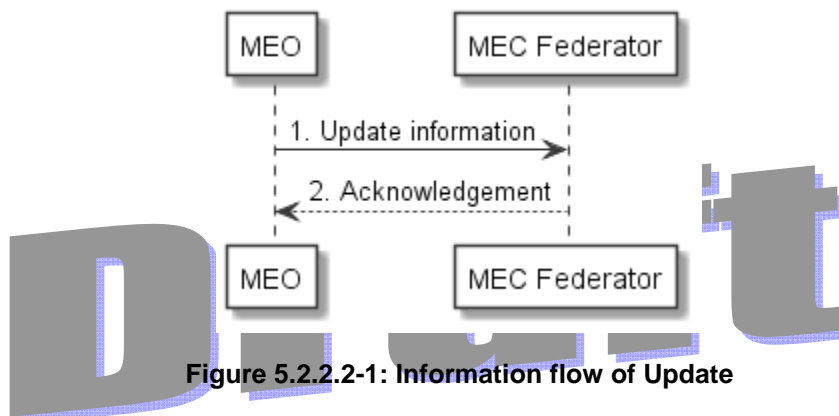 MEO MEC Federator
1. Update information
2. Acknowledgement
MEO MEC Federator
Figure 5.2.2.2-1: Information flow of Update